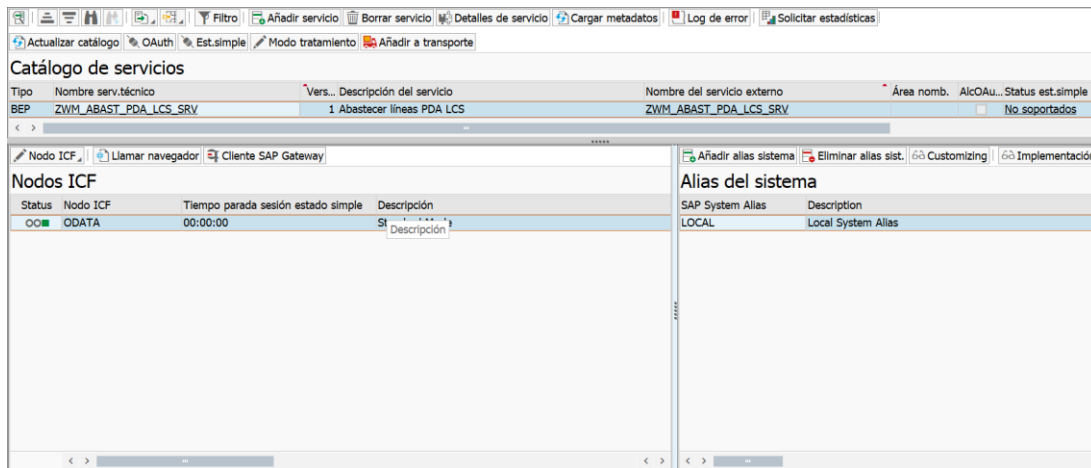 Filtro Añadir servicio Borrar servicio Detalles de servicio Cargar metadatos Log de error Solicitar estadísticas
Actualizar catálogo OAuth Est.simple Modo tratamiento Añadir a transporte
Catálogo de servicios
Tipo Nombre serv.técnico Vers... Descripción del servicio Nombre del servicio externo Área nomb. AlcOAu... Status est.simple
BEP ZWM_ABAST_PDA_LCS_SRV 1 Abastecer líneas PDA LCS ZWM_ABAST_PDA_LCS_SRV No soportados
Nodo ICF Llamar navegador Cliente SAP Gateway
Añadir alias sistema Eliminar alias sist. Customizing Implementación
Nodos ICF
Alias del sistema
Status Nodo ICF Tiempo parada sesión estado simple Descripción
SAP System Alias Description
ODATA 00:00:00
Descripción
LOCAL Local System Alias